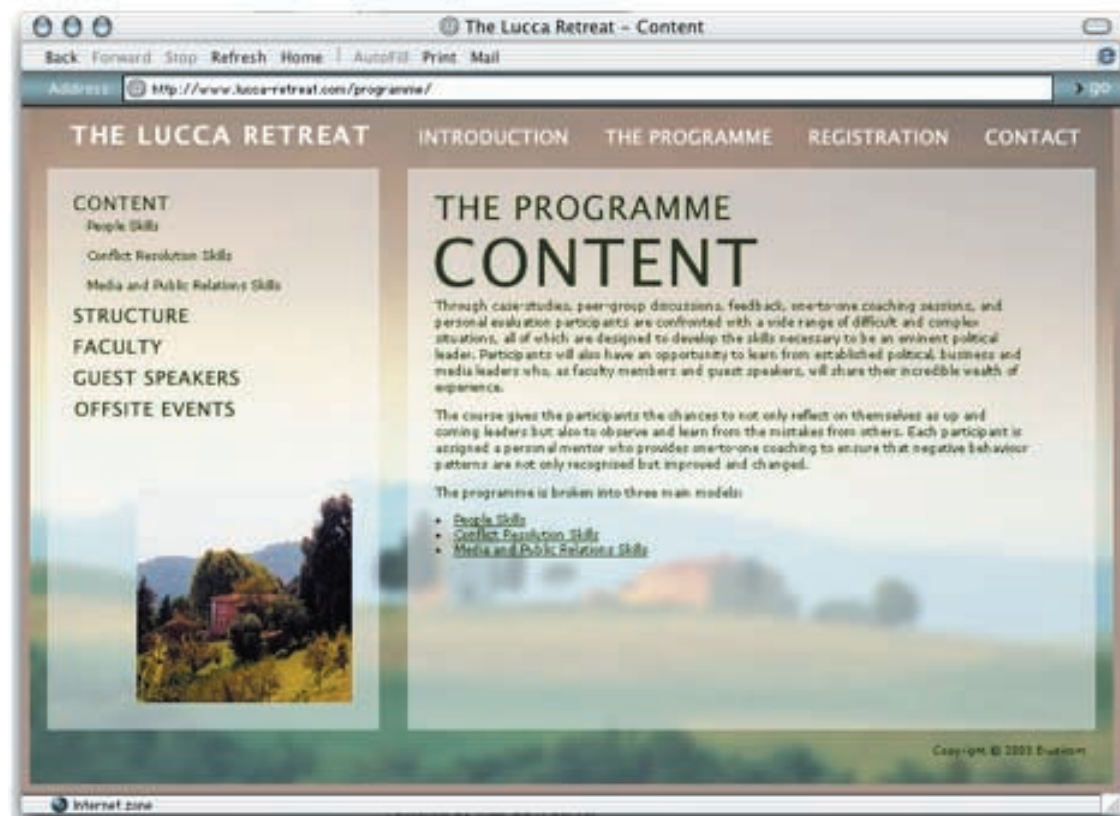 The Lucca Retreat – Content
Back Forward Stop Refresh Home AutoFill Print Mail
Address: http://www.lucca-retreat.com/programme/ go
THE LUCCA RETREAT INTRODUCTION THE PROGRAMME REGISTRATION CONTACT
CONTENT
People Skills
Conflict Resolution Skills
Media and Public Relations Skills
STRUCTURE
FACULTY
GUEST SPEAKERS
OFFSITE EVENTS
THE PROGRAMME
CONTENT
Through case-studies, peer-group discussions, feedback, one-to-one coaching sessions, and
personal evaluation participants are confronted with a wide range of difficult and complex
situations, all of which are designed to develop the skills necessary to be an eminent political
leader. Participants will also have an opportunity to learn from established political, business and
media leaders who, as faculty members and guest speakers, will share their incredible wealth of
experience.
The course gives the participants the chances to not only reflect on themselves as up and
coming leaders but also to observe and learn from the mistakes from others. Each participant is
assigned a personal mentor who provides one-to-one coaching to ensure that negative behaviour
patterns are not only recognised but improved and changed.
The programme is broken into three main models:
• People Skills
• Conflict Resolution Skills
• Media and Public Relations Skills
Copyright © 2003
Internet zone